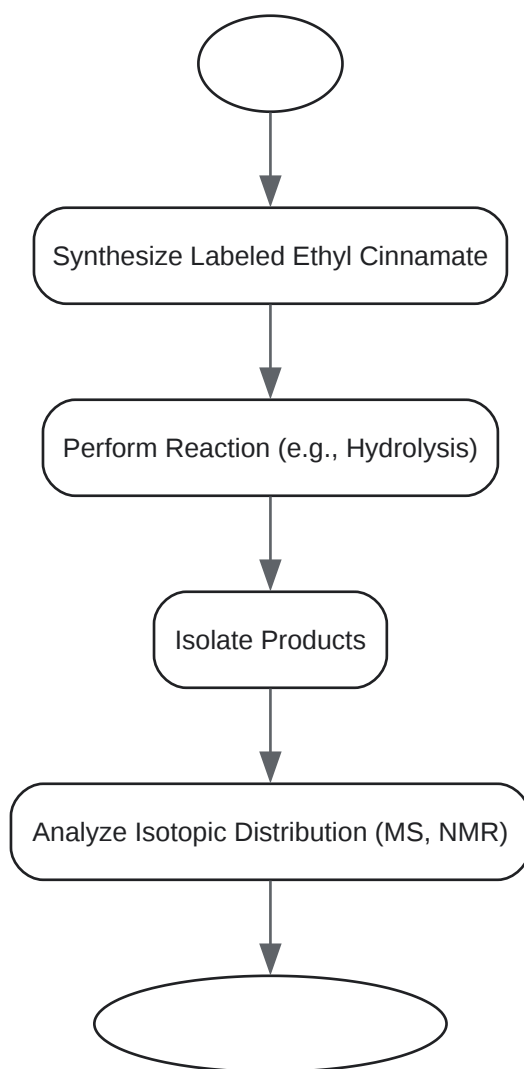 Synthesize Labeled Ethyl Cinnamate
Perform Reaction (e.g., Hydrolysis)
Isolate Products
Analyze Isotopic Distribution (MS, NMR)